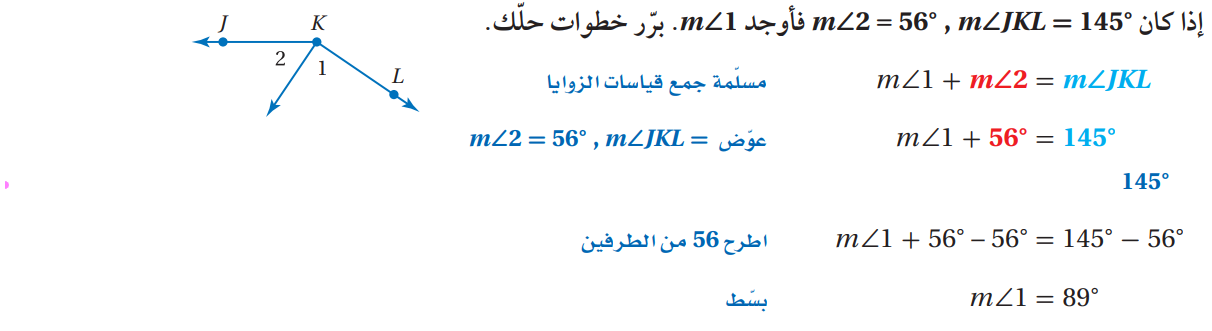 إذا كان m∠2 = 56° , m∠JKL = 145° فأوجد m∠1. برّر خطوات حلّك.
J K
2 1
L
m∠1 + m∠2 = m∠JKL مسلّمة جمع قياسات الزوايا
m∠1 + 56° = 145° عوّض m∠2 = 56° , m∠JKL =
145°
m∠1 + 56° – 56° = 145° – 56° اطرح 56 من الطرفين
m∠1 = 89° بسّط